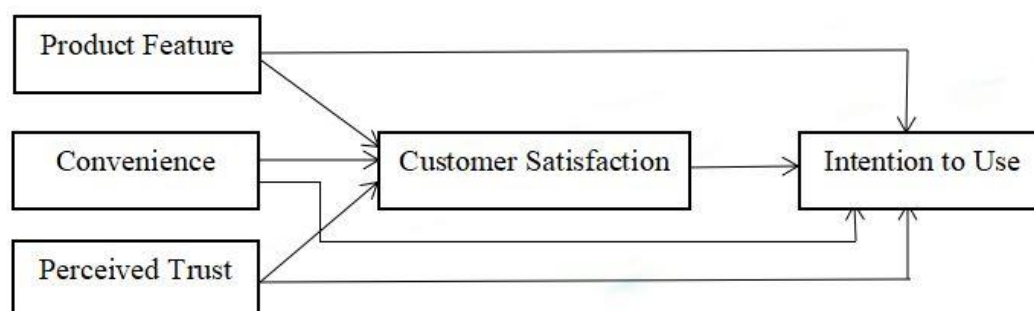 Product Feature
Convenience
Customer Satisfaction
Intention to Use
Perceived Trust